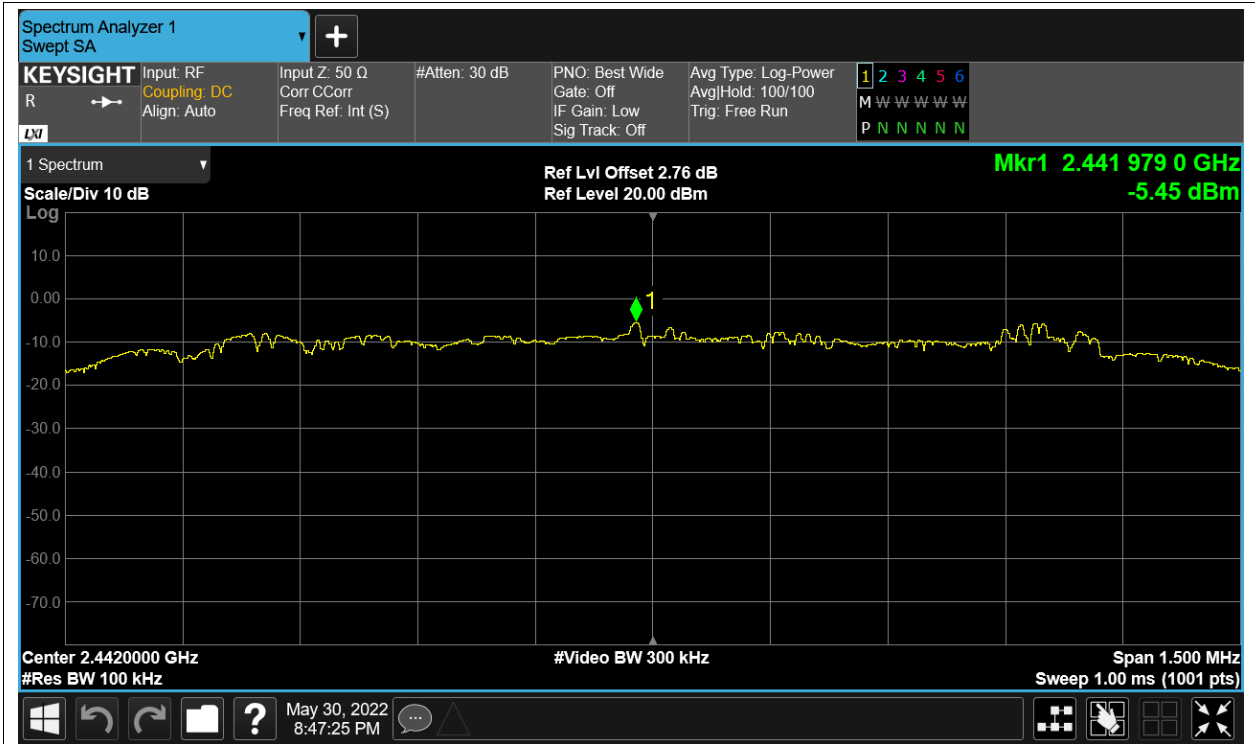 Spectrum Analyzer 1
Swept SA
+
KEYSIGHT
R
LXI
Input: RF
Coupling: DC
Align: Auto
Input Z: 50 Ω
Corr CCorr
Freq Ref: Int (S)
#Atten: 30 dB
PNO: Best Wide
Gate: Off
IF Gain: Low
Sig Track: Off
Avg Type: Log-Power
Avg|Hold: 100/100
Trig: Free Run
1 2 3 4 5 6
M W W W W W W
P N N N N N
1 Spectrum
Scale/Div 10 dB
Ref Lvl Offset 2.76 dB
Ref Level 20.00 dBm
Mkr1 2.441 979 0 GHz
-5.45 dBm
Log
10.0
0.00
-10.0
-20.0
-30.0
-40.0
-50.0
-60.0
-70.0
1
Center 2.4420000 GHz
#Res BW 100 kHz
#Video BW 300 kHz
Span 1.500 MHz
Sweep 1.00 ms (1001 pts)
?
May 30, 2022
8:47:25 PM